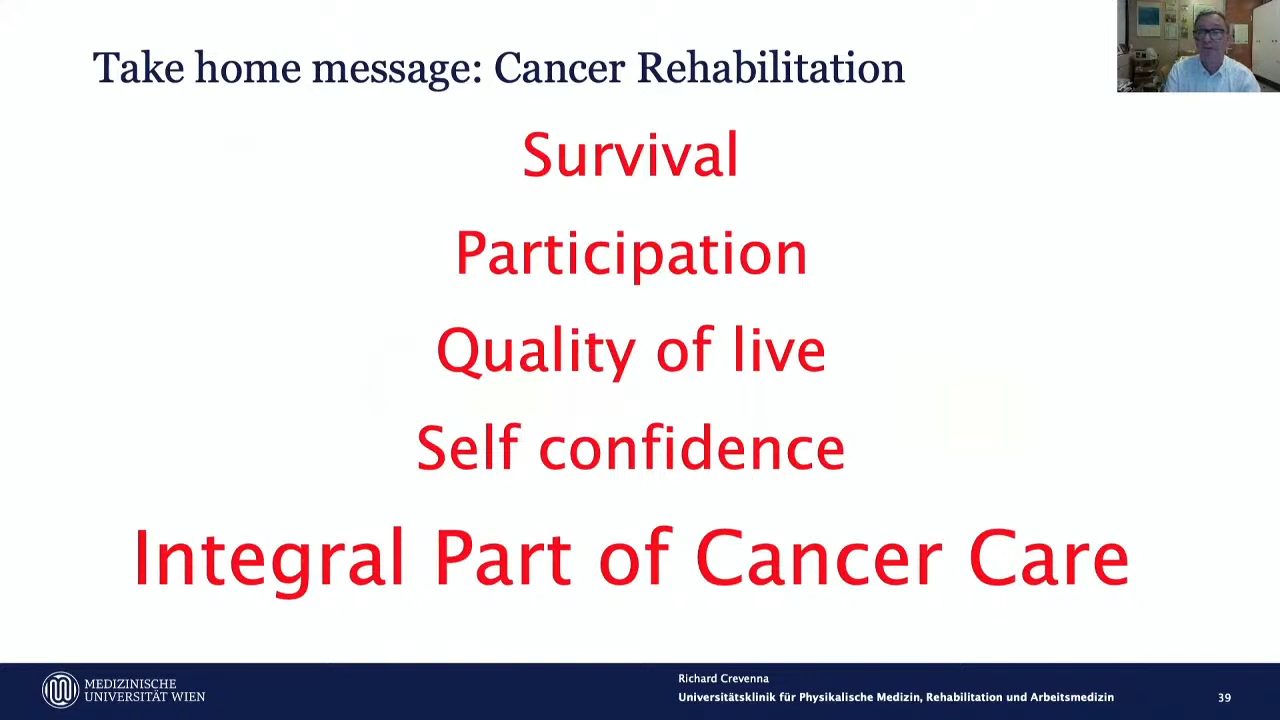 Take home message: Cancer Rehabilitation
Survival
Participation
Quality of live
Self confidence
Integral Part of Cancer Care
MEDIZINISCHE
UNIVERSITÄT WIEN
Richard Crevenna
Universitätsklinik für Physikalische Medizin, Rehabilitation und Arbeitsmedizin
39